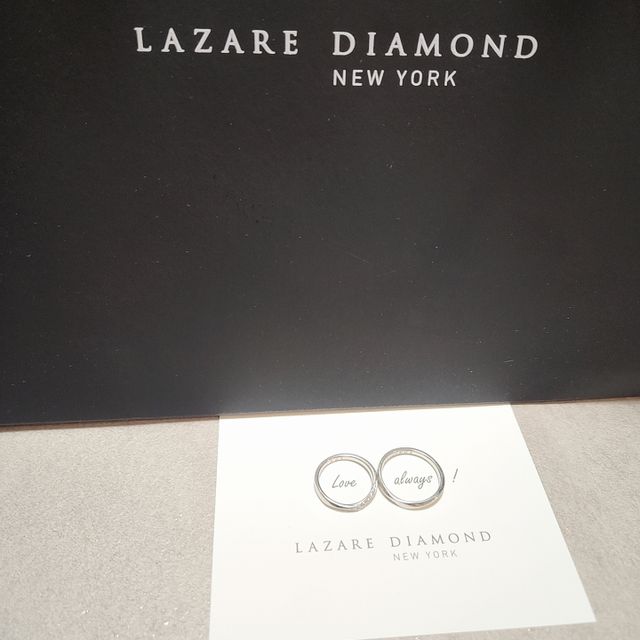 LAZARE DIAMOND
NEW YORK
Love always !
LAZARE DIAMOND
NEW YORK